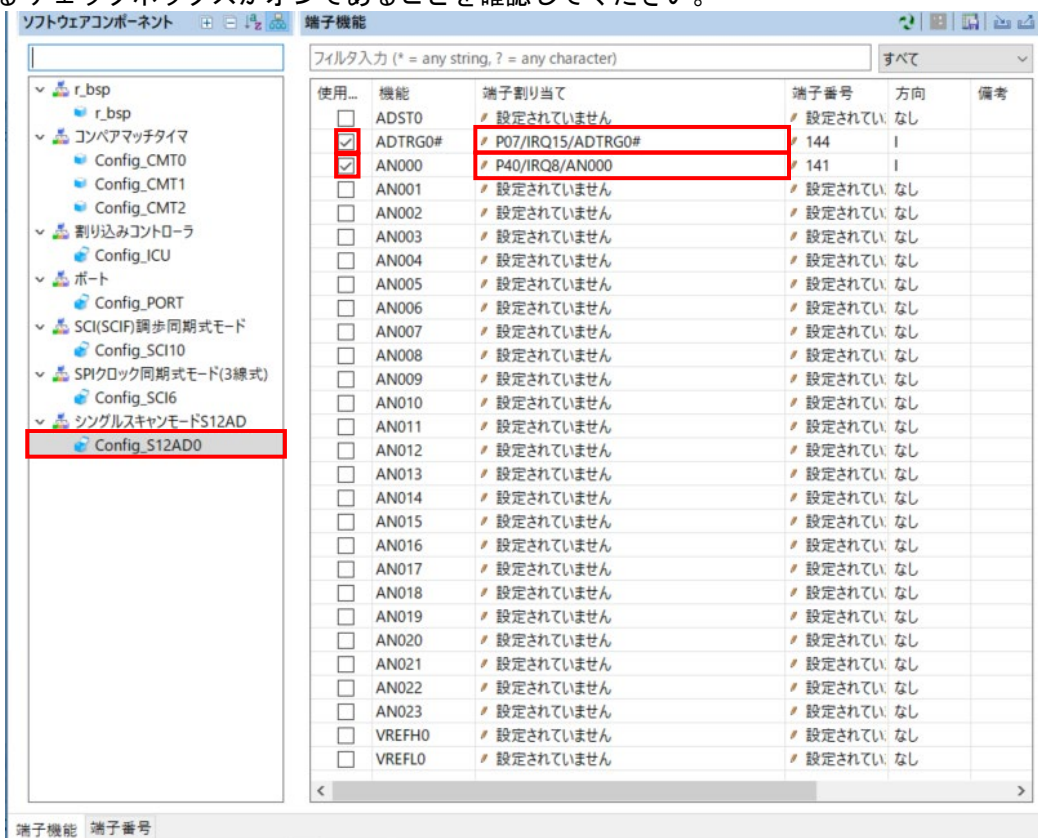 るチェックボックスがオンであることを確認してください。
ソフトウェアコンポーネント
端子機能
フィルタ入力 (* = any string, ? = any character)
すべて
r_bsp
r_bsp
コンペアマッチタイマ
Config_CMT0
Config_CMT1
Config_CMT2
割り込みコントローラ
Config_ICU
ポート
Config_PORT
SCI(SCIF)調歩同期式モード
Config_SCI10
SPIクロック同期式モード(3線式)
Config_SCI6
シングルスキャンモードS12AD
Config_S12AD0
使用... 機能 端子割り当て 端子番号 方向 備考
ADST0 設定されていません 設定されてい なし
ADTRG0# P07/IRQ15/ADTRG0# 144 I
AN000 P40/IRQ8/AN000 141 I
AN001 設定されていません 設定されてい なし
AN002 設定されていません 設定されてい なし
AN003 設定されていません 設定されてい なし
AN004 設定されていません 設定されてい なし
AN005 設定されていません 設定されてい なし
AN006 設定されていません 設定されてい なし
AN007 設定されていません 設定されてい なし
AN008 設定されていません 設定されてい なし
AN009 設定されていません 設定されてい なし
AN010 設定されていません 設定されてい なし
AN011 設定されていません 設定されてい なし
AN012 設定されていません 設定されてい なし
AN013 設定されていません 設定されてい なし
AN014 設定されていません 設定されてい なし
AN015 設定されていません 設定されてい なし
AN016 設定されていません 設定されてい なし
AN017 設定されていません 設定されてい なし
AN018 設定されていません 設定されてい なし
AN019 設定されていません 設定されてい なし
AN020 設定されていません 設定されてい なし
AN021 設定されていません 設定されてい なし
AN022 設定されていません 設定されてい なし
AN023 設定されていません 設定されてい なし
VREFH0 設定されていません 設定されてい なし
VREFL0 設定されていません 設定されてい なし
端子機能 端子番号